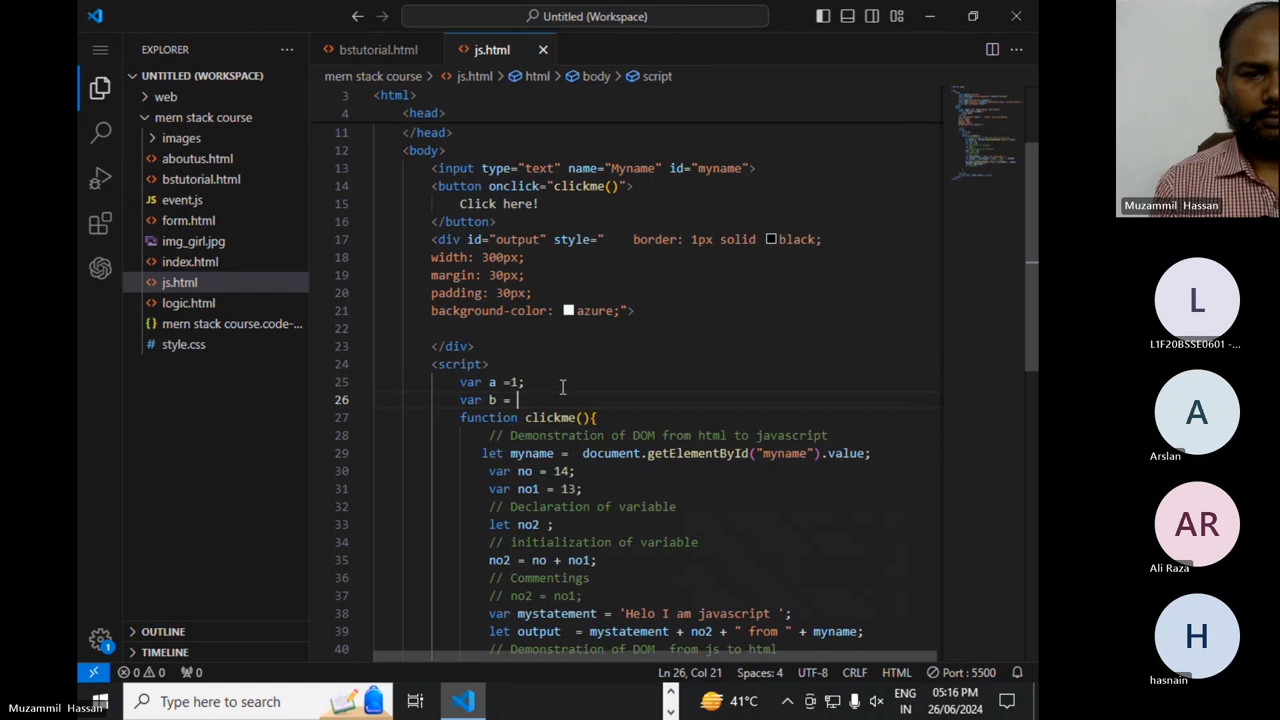 Untitled (Workspace)
EXPLORER
bstutorial.html
js.html
UNTITLED (WORKSPACE)
web
mern stack course
images
aboutus.html
bstutorial.html
event.js
form.html
img_girl.jpg
index.html
js.html
logic.html
mern stack course.code-...
style.css
OUTLINE
TIMELINE
mern stack course > js.html > html > body > script
3 <html>
4 <head>
11 </head>
12 <body>
13 <input type="text" name="Myname" id="myname">
14 <button onclick="clickme()">
15 Click here!
16 </button>
17 <div id="output" style=" border: 1px solid black;
18 width: 300px;
19 margin: 30px;
20 padding: 30px;
21 background-color: azure;">
22
23 </div>
24 <script>
25 var a =1;
26 var b =
27 function clickme(){
28 // Demonstration of DOM from html to javascript
29 let myname = document.getElementById("myname").value;
30 var no = 14;
31 var no1 = 13;
32 // Declaration of variable
33 let no2 ;
34 // initialization of variable
35 no2 = no + no1;
36 // Commentings
37 // no2 = no1;
38 var mystatement = 'Helo I am javascript ';
39 let output = mystatement + no2 + " from " + myname;
40 // Demonstration of DOM from js to html
1
0 0 0
Ln 26, Col 21 Spaces: 4 UTF-8 CRLF HTML Port : 5500
Type here to search
41°C
ENG
IN
05:16 PM
26/06/2024
Muzammil Hassan
Muzammil Hassan
L
L1F20BSSE0601 -...
A
Arslan
AR
Ali Raza
H
hasnain